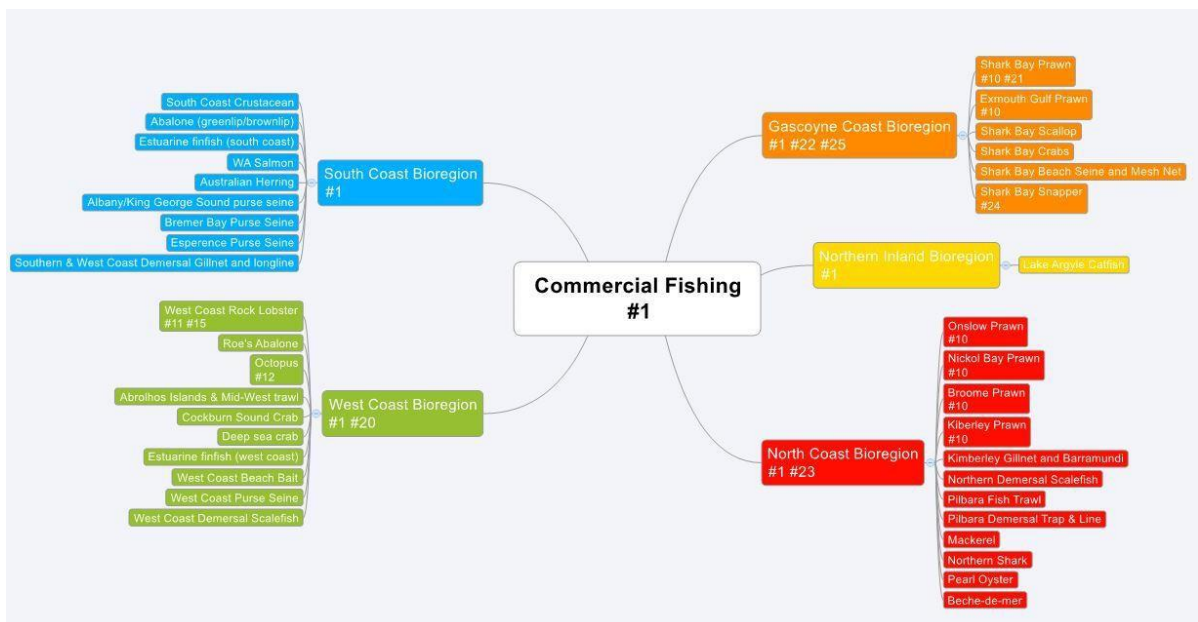 Commercial Fishing
#1
South Coast Bioregion
#1
South Coast Crustacean
Abalone (greenlip/brownlip)
Estuarine finfish (south coast)
WA Salmon
Australian Herring
Albany/King George Sound purse seine
Bremer Bay Purse Seine
Esperence Purse Seine
Southern & West Coast Demersal Gillnet and longline
West Coast Bioregion
#1 #20
West Coast Rock Lobster
#11 #15
Roe's Abalone
Octopus
#12
Abrolhos Islands & Mid-West trawl
Cockburn Sound Crab
Deep sea crab
Estuarine finfish (west coast)
West Coast Beach Bait
West Coast Purse Seine
West Coast Demersal Scalefish
Gascoyne Coast Bioregion
#1 #22 #25
Shark Bay Prawn
#10 #21
Exmouth Gulf Prawn
#10
Shark Bay Scallop
Shark Bay Crabs
Shark Bay Beach Seine and Mesh Net
Shark Bay Snapper
#24
Northern Inland Bioregion
#1
Lake Argyle Catfish
North Coast Bioregion
#1 #23
Onslow Prawn
#10
Nickol Bay Prawn
#10
Broome Prawn
#10
Kiberley Prawn
#10
Kimberley Gillnet and Barramundi
Northern Demersal Scalefish
Pilbara Fish Trawl
Pilbara Demersal Trap & Line
Mackerel
Northern Shark
Pearl Oyster
Beche-de-mer